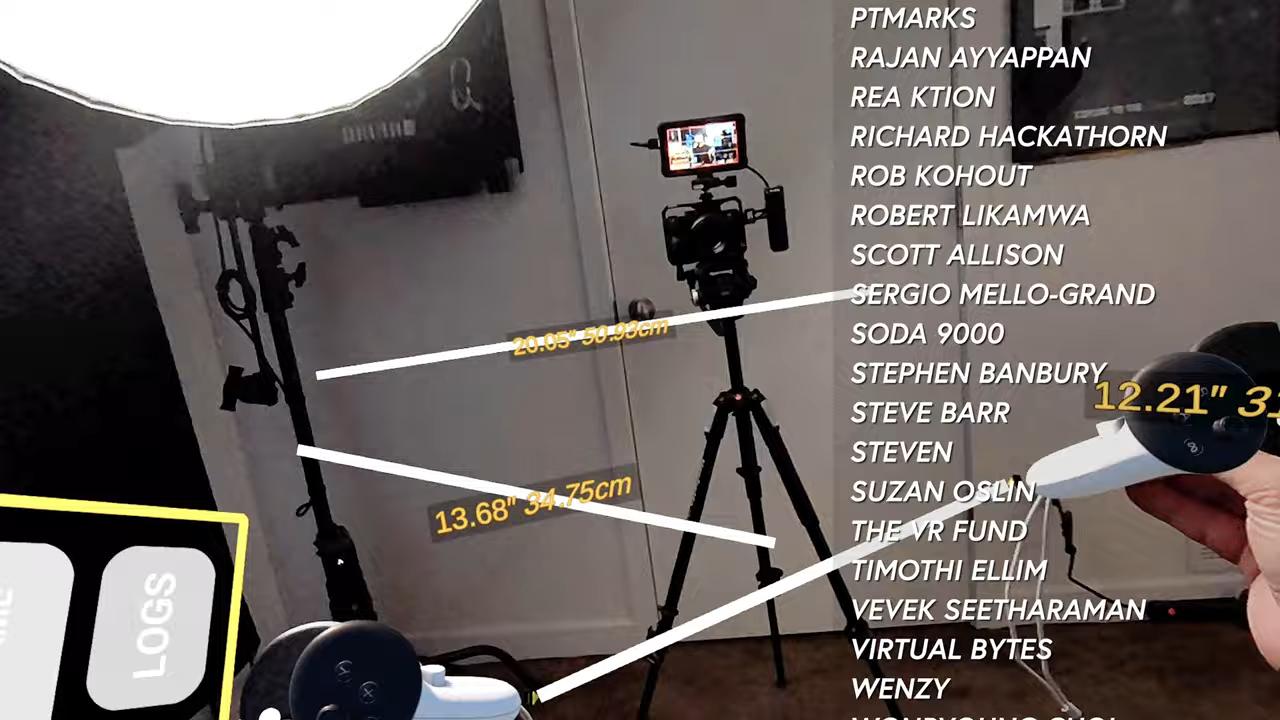 PTMARKS
RAJAN AYYAPPAN
REA KTION
RICHARD HACKATHORN
ROB KOHOUT
ROBERT LIKAMWA
SCOTT ALLISON
SERGIO MELLO-GRAND
SODA 9000
STEPHEN BANBURY
STEVE BARR
STEVEN
SUZAN OSLIN
THE VR FUND
TIMOTHI ELLIM
VEVEK SEETHARAMAN
VIRTUAL BYTES
WENZY
20.05" 50.93cm
12.21"
13.68" 34.75cm
LOGS